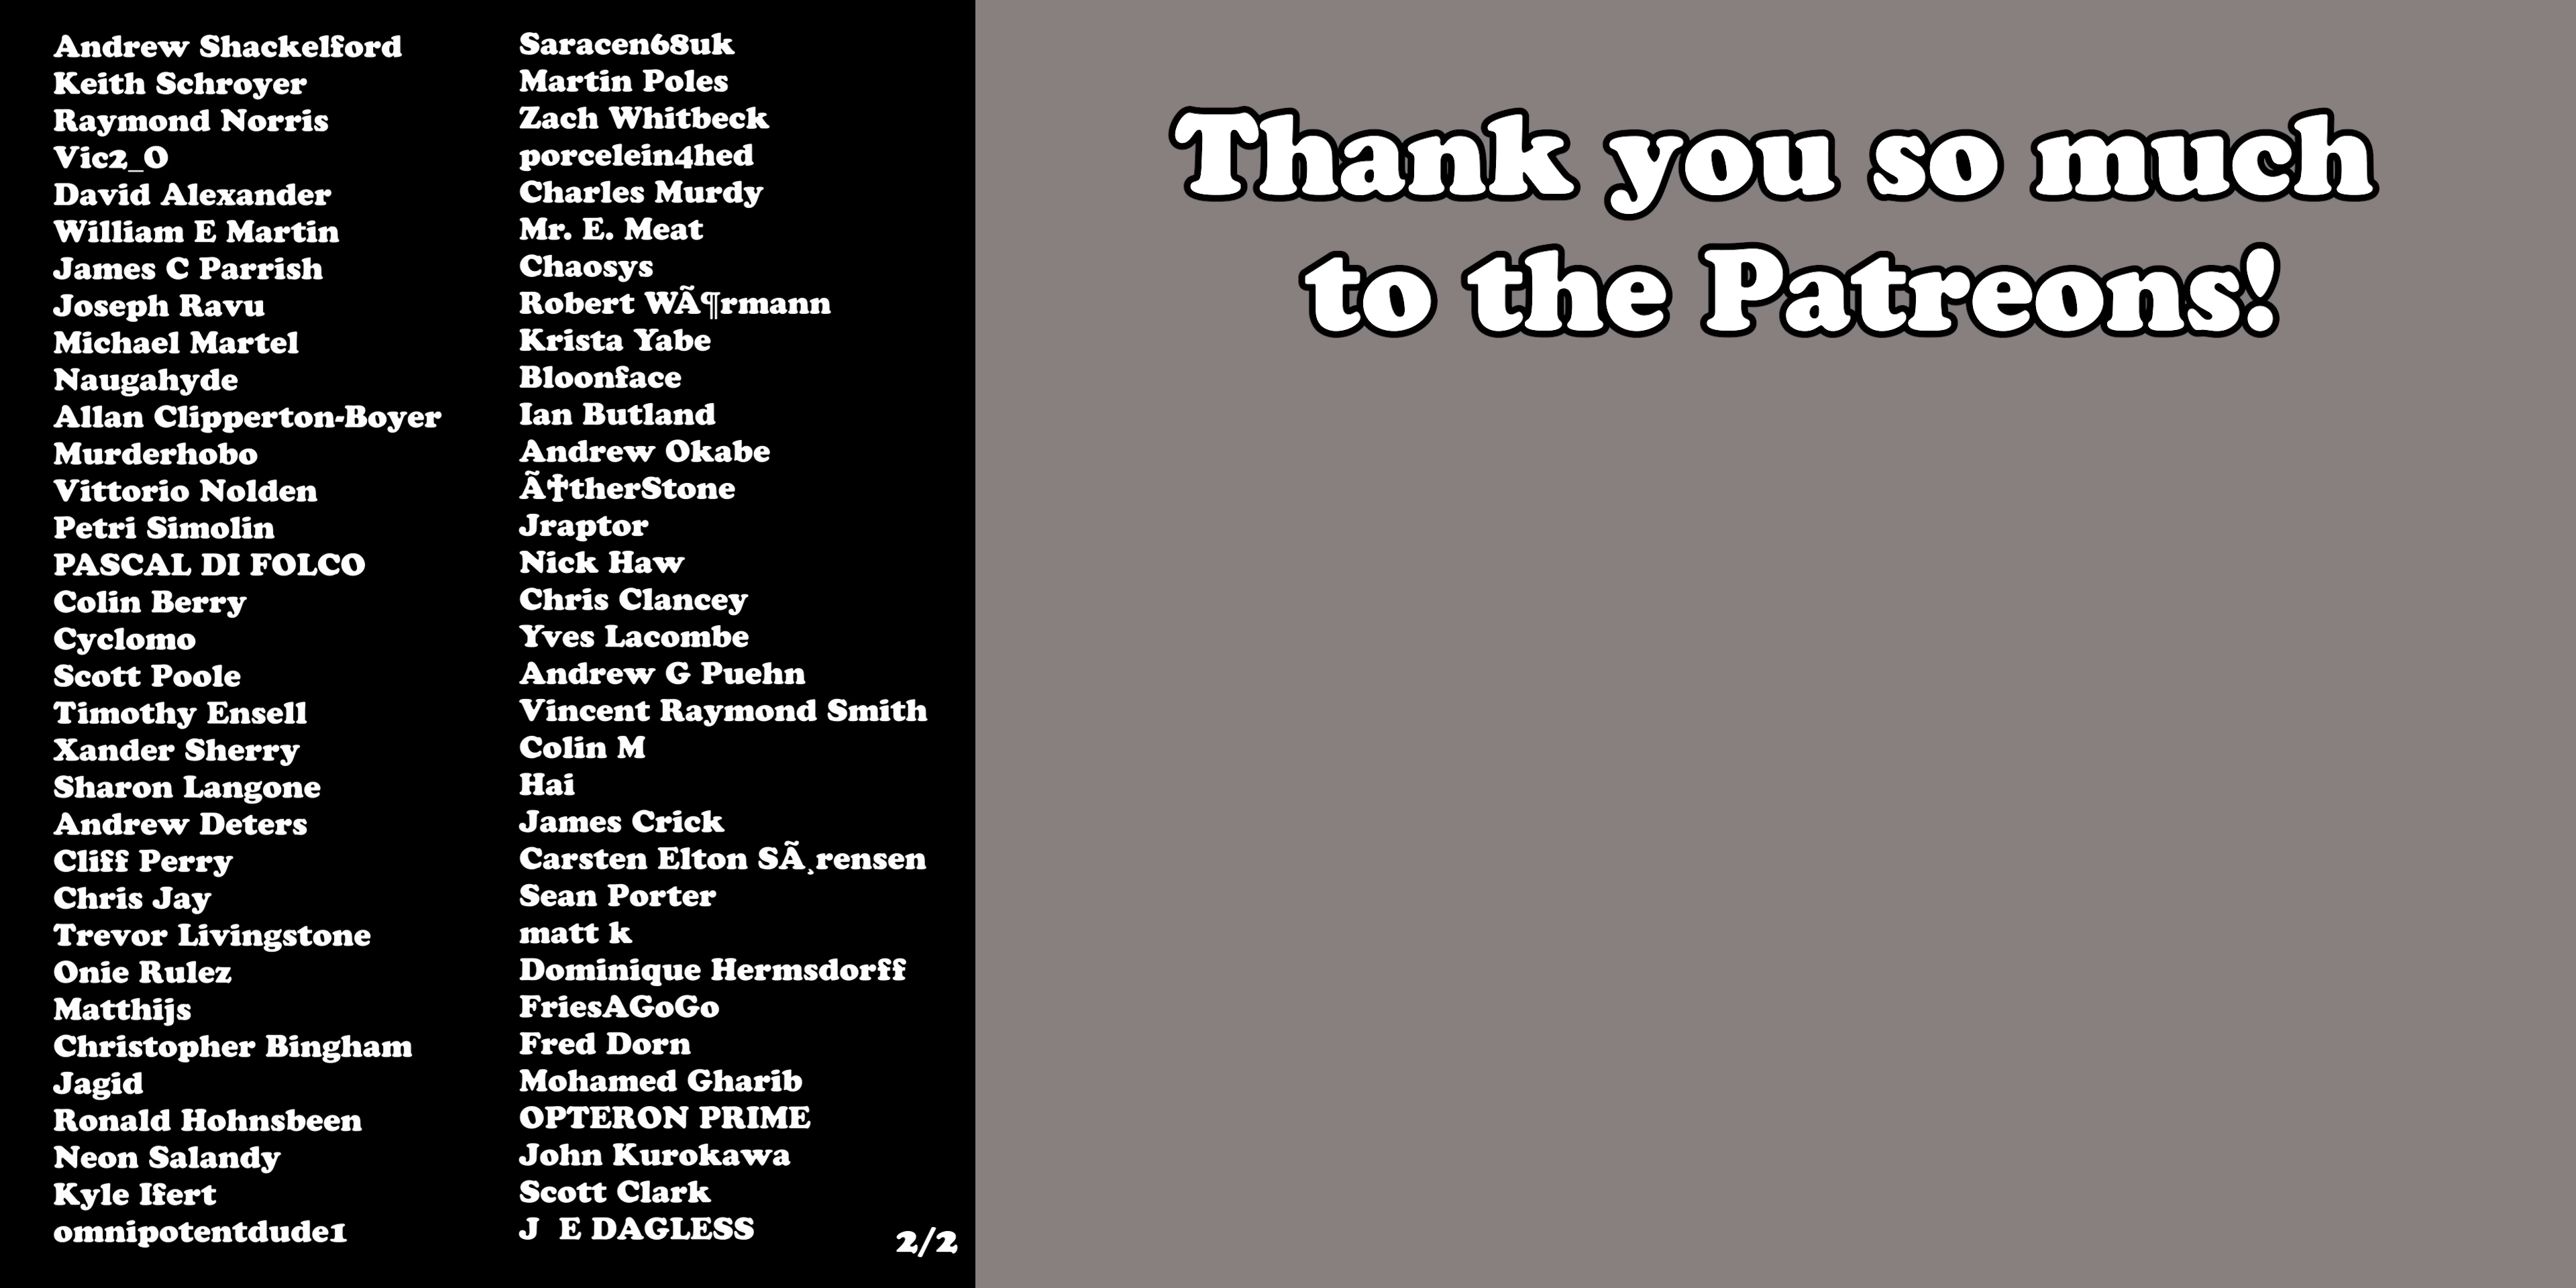 Andrew Shackelford
Keith Schroyer
Raymond Norris
Vic2_O
David Alexander
William E Martin
James C Parrish
Joseph Ravu
Michael Martel
Naugahyde
Allan Clipperton-Boyer
Murderhobo
Vittorio Nolden
Petri Simolin
PASCAL DI FOLCO
Colin Berry
Cyclomo
Scott Poole
Timothy Ensell
Xander Sherry
Sharon Langone
Andrew Deters
Cliff Perry
Chris Jay
Trevor Livingstone
Onie Rulez
Matthijs
Christopher Bingham
Jagid
Ronald Hohnsbeen
Neon Salandy
Kyle Ifert
omnipotentdude1
Saracen68uk
Martin Poles
Zach Whitbeck
porcelein4hed
Charles Murdy
Mr. E. Meat
Chaosys
Robert WÃ¶rmann
Krista Yabe
Bloonface
Ian Butland
Andrew Okabe
Ã†therStone
Jraptor
Nick Haw
Chris Clancey
Yves Lacombe
Andrew G Puehn
Vincent Raymond Smith
Colin M
Hai
James Crick
Carsten Elton SÃ¸rensen
Sean Porter
matt k
Dominique Hermsdorff
FriesAGoGo
Fred Dorn
Mohamed Gharib
OPTERON PRIME
John Kurokawa
Scott Clark
J  E DAGLESS
2/2
Thank you so much
to the Patreons!